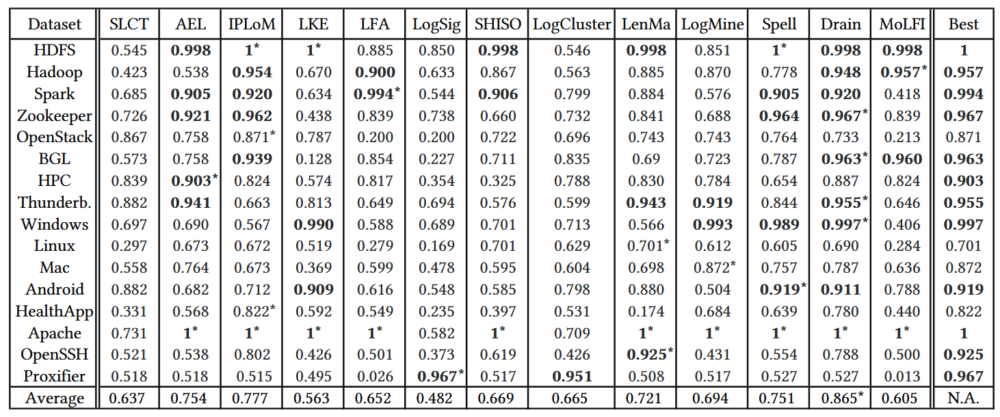 Dataset SLCT AEL IPLoM LKE LFA LogSig SHISO LogCluster LenMa LogMine Spell Drain MoLFI Best
HDFS 0.545 0.998 1* 1* 0.885 0.850 0.998 0.546 0.998 0.851 1* 0.998 0.998 1
Hadoop 0.423 0.538 0.954 0.670 0.900 0.633 0.867 0.563 0.885 0.870 0.778 0.948 0.957* 0.957
Spark 0.685 0.905 0.920 0.634 0.994* 0.544 0.906 0.799 0.884 0.576 0.905 0.920 0.418 0.994
Zookeeper 0.726 0.921 0.962 0.438 0.839 0.738 0.660 0.732 0.841 0.688 0.964 0.967* 0.839 0.967
OpenStack 0.867 0.758 0.871* 0.787 0.200 0.200 0.722 0.696 0.743 0.743 0.764 0.733 0.213 0.871
BGL 0.573 0.758 0.939 0.128 0.854 0.227 0.711 0.835 0.69 0.723 0.787 0.963* 0.960 0.963
HPC 0.839 0.903* 0.824 0.574 0.817 0.354 0.325 0.788 0.830 0.784 0.654 0.887 0.824 0.903
Thunderb. 0.882 0.941 0.663 0.813 0.649 0.694 0.576 0.599 0.943 0.919 0.844 0.955* 0.646 0.955
Windows 0.697 0.690 0.567 0.990 0.588 0.689 0.701 0.713 0.566 0.993 0.989 0.997* 0.406 0.997
Linux 0.297 0.673 0.672 0.519 0.279 0.169 0.701 0.629 0.701* 0.612 0.605 0.690 0.284 0.701
Mac 0.558 0.764 0.673 0.369 0.599 0.478 0.595 0.604 0.698 0.872* 0.757 0.787 0.636 0.872
Android 0.882 0.682 0.712 0.909 0.616 0.548 0.585 0.798 0.880 0.504 0.919* 0.911 0.788 0.919
HealthApp 0.331 0.568 0.822* 0.592 0.549 0.235 0.397 0.531 0.174 0.684 0.639 0.780 0.440 0.822
Apache 0.731 1* 1* 1* 1* 0.582 1* 0.709 1* 1* 1* 1* 1* 1
OpenSSH 0.521 0.538 0.802 0.426 0.501 0.373 0.619 0.426 0.925* 0.431 0.554 0.788 0.500 0.925
Proxifier 0.518 0.518 0.515 0.495 0.026 0.967* 0.517 0.951 0.508 0.517 0.527 0.527 0.013 0.967
Average 0.637 0.754 0.777 0.563 0.652 0.482 0.669 0.665 0.721 0.694 0.751 0.865* 0.605 N.A.